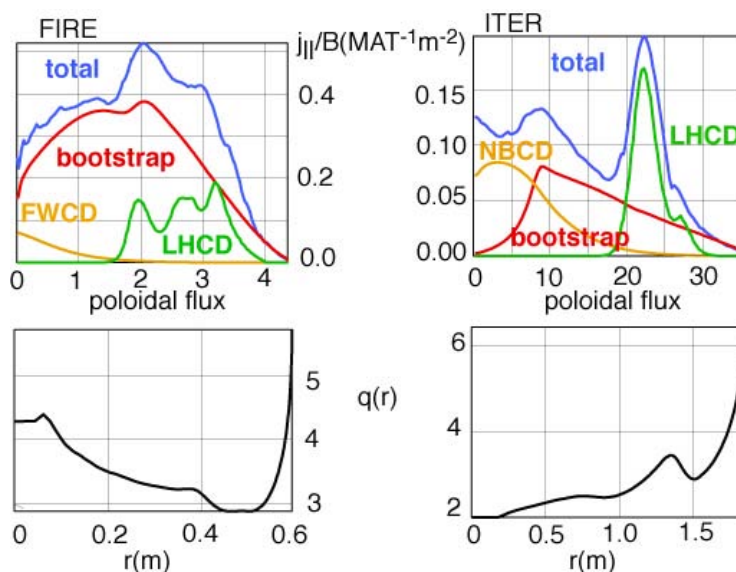 FIRE
j||/B(MAT⁻¹m⁻²)
ITER
total
bootstrap
FWCD
LHCD
0.4
0.2
0.0
0 1 2 3 4
poloidal flux
total
NBCD
LHCD
bootstrap
0.15
0.10
0.05
0.00
0 10 20 30
poloidal flux
5
4
3
0 0.2 0.4 0.6
r(m)
q(r)
6
4
2
0 0.5 1.0 1.5
r(m)